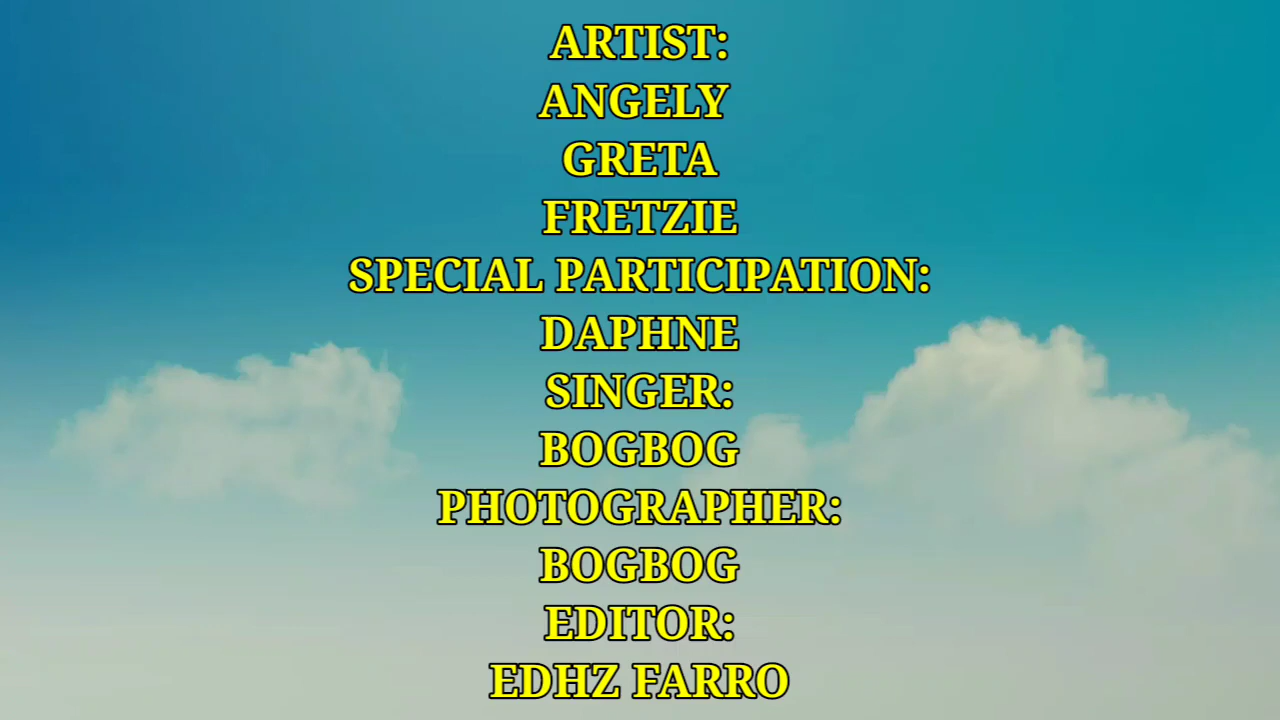 ARTIST:
ANGELY
GRETA
FRETZIE
SPECIAL PARTICIPATION:
DAPHNE
SINGER:
BOGBOG
PHOTOGRAPHER:
BOGBOG
EDITOR:
EDHZ FARRO